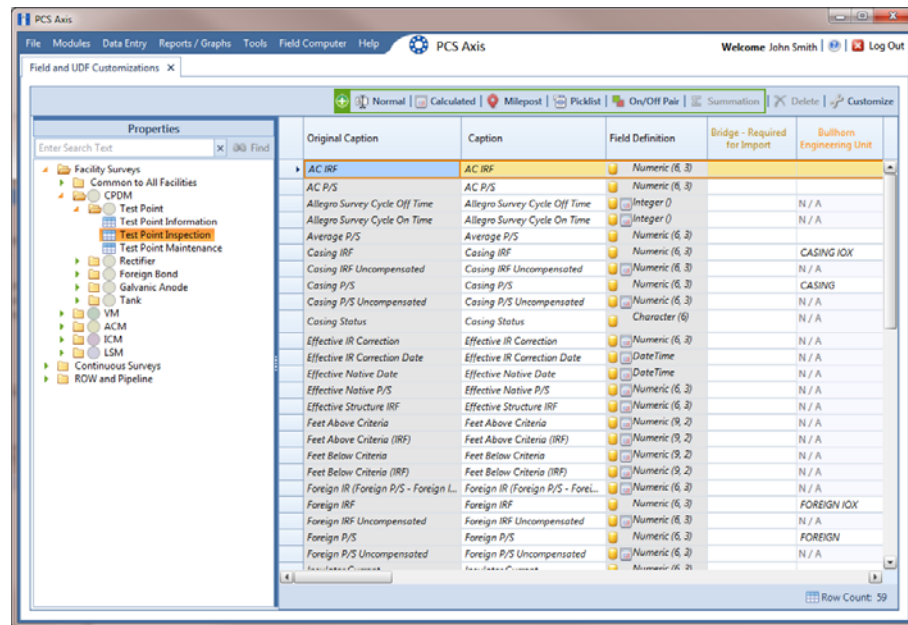 PCS Axis
File Modules Data Entry Reports / Graphs Tools Field Computer Help PCS Axis Welcome John Smith | | Log Out
Field and UDF Customizations X
Normal | Calculated | Milepost | Picklist | On/Off Pair | Summation | Delete | Customize
Properties
Enter Search Text x Find
Facility Surveys
Common to All Facilities
CPDM
Test Point
Test Point Information
Test Point Inspection
Test Point Maintenance
Rectifier
Foreign Bond
Galvanic Anode
Tank
VM
ACM
ICM
LSM
Continuous Surveys
ROW and Pipeline
Original Caption Caption Field Definition Bridge - Required for Import Bullhorn Engineering Unit
AC IRF AC IRF Numeric (6, 3)
AC P/S AC P/S Numeric (6, 3)
Allegro Survey Cycle Off Time Allegro Survey Cycle Off Time Integer () N / A
Allegro Survey Cycle On Time Allegro Survey Cycle On Time Integer () N / A
Average P/S Average P/S Numeric (6, 3)
Casing IRF Casing IRF Numeric (6, 3) CASING IOX
Casing IRF Uncompensated Casing IRF Uncompensated Numeric (6, 3) N / A
Casing P/S Casing P/S Numeric (6, 3) CASING
Casing P/S Uncompensated Casing P/S Uncompensated Numeric (6, 3) N / A
Casing Status Casing Status Character (6) N / A
Effective IR Correction Effective IR Correction Numeric (6, 3) N / A
Effective IR Correction Date Effective IR Correction Date DateTime N / A
Effective Native Date Effective Native Date DateTime N / A
Effective Native P/S Effective Native P/S Numeric (6, 3) N / A
Effective Structure IRF Effective Structure IRF Numeric (6, 3) N / A
Feet Above Criteria Feet Above Criteria Numeric (9, 2) N / A
Feet Above Criteria (IRF) Feet Above Criteria (IRF) Numeric (9, 2) N / A
Feet Below Criteria Feet Below Criteria Numeric (9, 2) N / A
Feet Below Criteria (IRF) Feet Below Criteria (IRF) Numeric (9, 2) N / A
Foreign IR (Foreign P/S - Foreign I... Foreign IR (Foreign P/S - Forei... Numeric (6, 3) N / A
Foreign IRF Foreign IRF Numeric (6, 3) FOREIGN IOX
Foreign IRF Uncompensated Foreign IRF Uncompensated Numeric (6, 3) N / A
Foreign P/S Foreign P/S Numeric (6, 3) FOREIGN
Foreign P/S Uncompensated Foreign P/S Uncompensated Numeric (6, 3) N / A
Row Count: 59